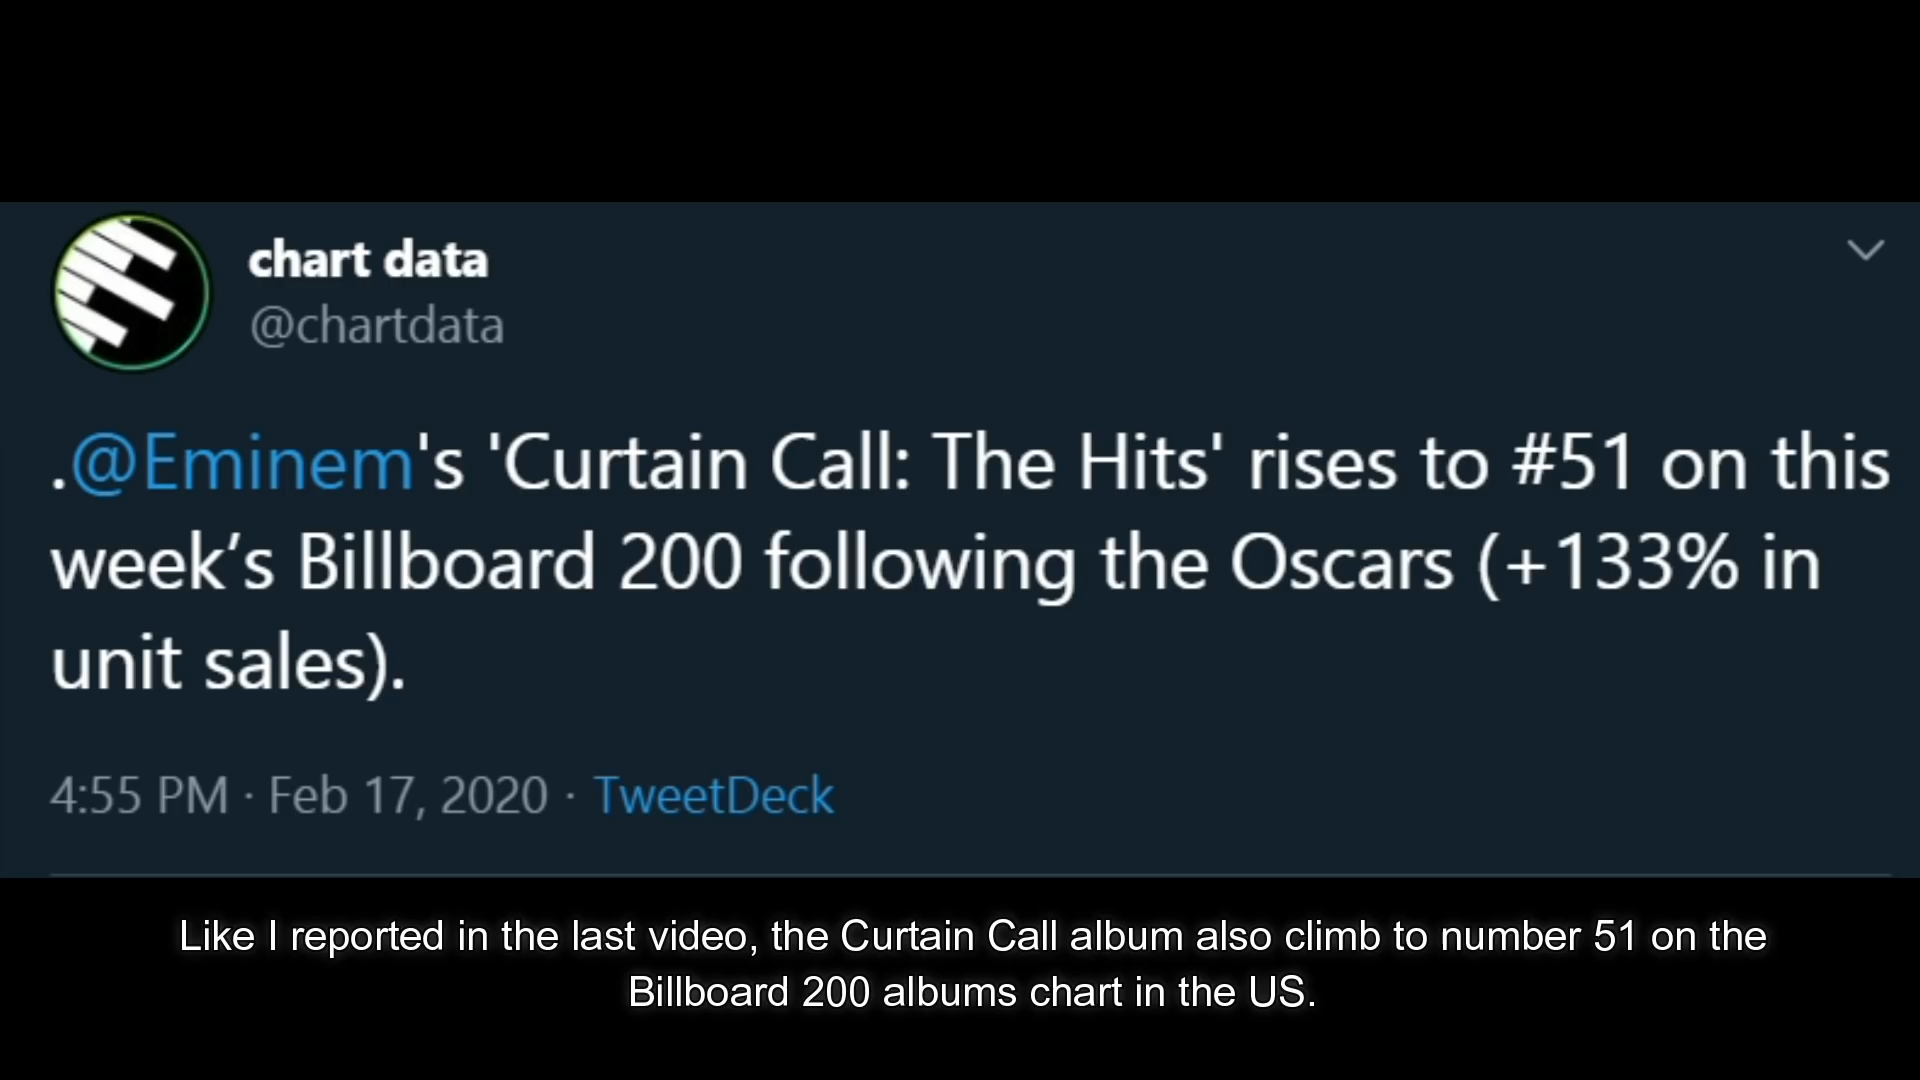 chart data
@chartdata
.@Eminem's 'Curtain Call: The Hits' rises to #51 on this
week’s Billboard 200 following the Oscars (+133% in
unit sales).
4:55 PM · Feb 17, 2020 · TweetDeck
Like I reported in the last video, the Curtain Call album also climb to number 51 on the
Billboard 200 albums chart in the US.